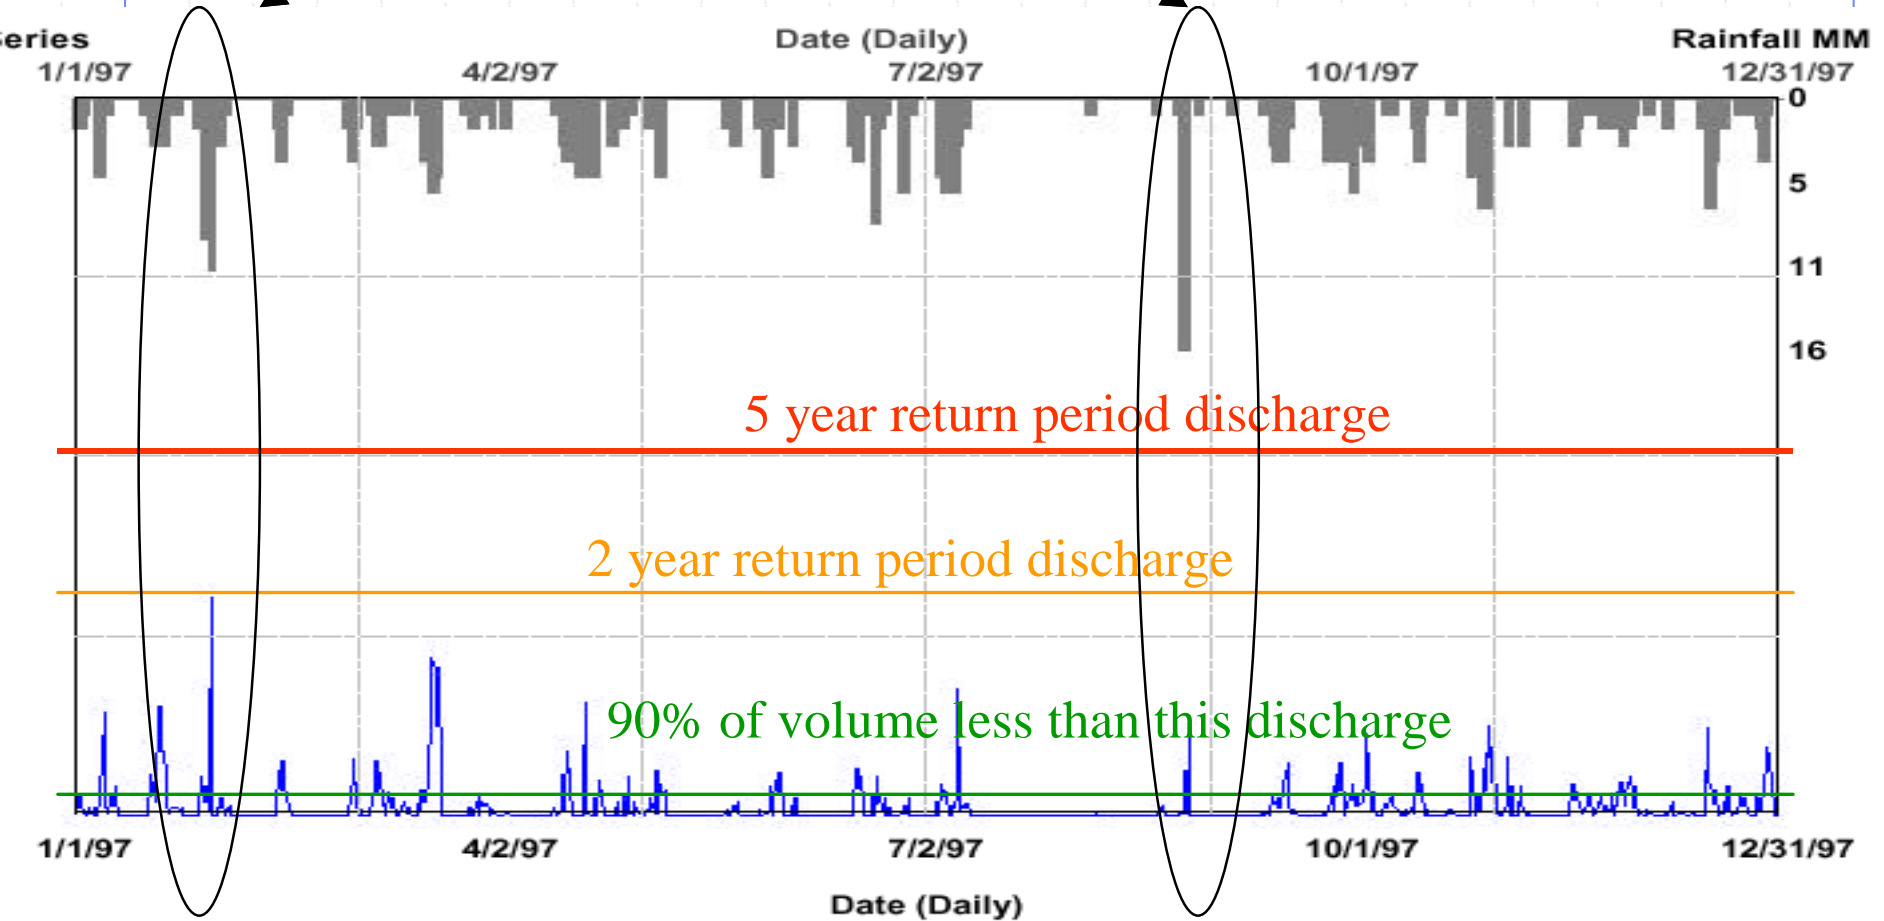 eries Date (Daily) Rainfall MM
1/1/97 4/2/97 7/2/97 10/1/97 12/31/97
0
5
11
16
5 year return period discharge
2 year return period discharge
90% of volume less than this discharge
1/1/97 4/2/97 7/2/97 10/1/97 12/31/97
Date (Daily)